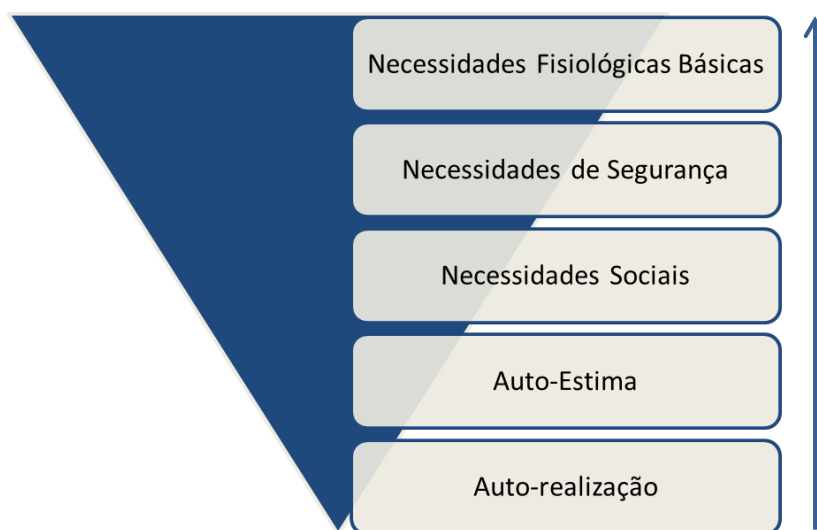 Necessidades Fisiológicas Básicas
Necessidades de Segurança
Necessidades Sociais
Auto-Estima
Auto-realização